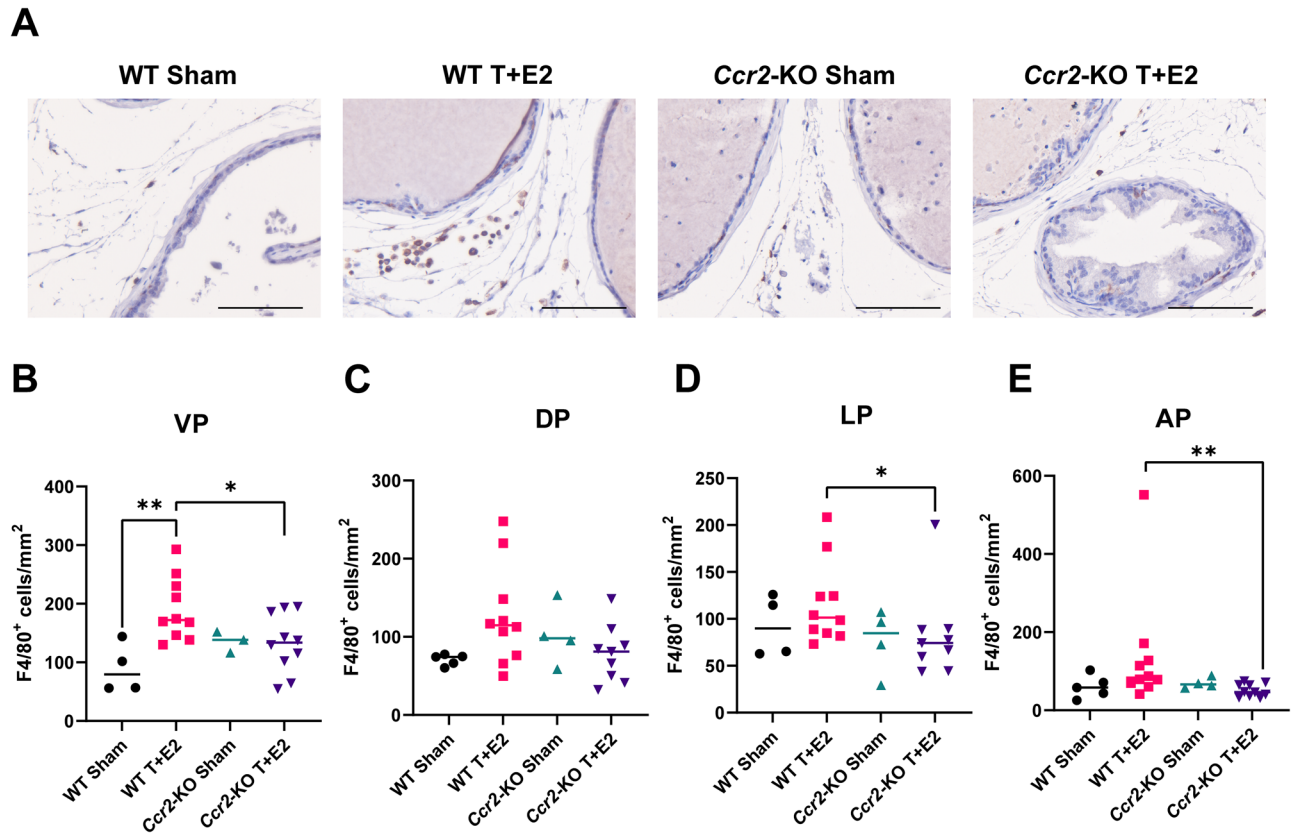 A
WT Sham
WT T+E2
Ccr2-KO Sham
Ccr2-KO T+E2
B
VP
F4/80+ cells/mm2
400
300
200
100
0
**
*
WT Sham
WT T+E2
Ccr2-KO Sham
Ccr2-KO T+E2
C
DP
F4/80+ cells/mm2
300
200
100
0
WT Sham
WT T+E2
Ccr2-KO Sham
Ccr2-KO T+E2
D
LP
F4/80+ cells/mm2
250
200
150
100
50
0
*
WT Sham
WT T+E2
Ccr2-KO Sham
Ccr2-KO T+E2
E
AP
F4/80+ cells/mm2
600
400
200
0
**
WT Sham
WT T+E2
Ccr2-KO Sham
Ccr2-KO T+E2